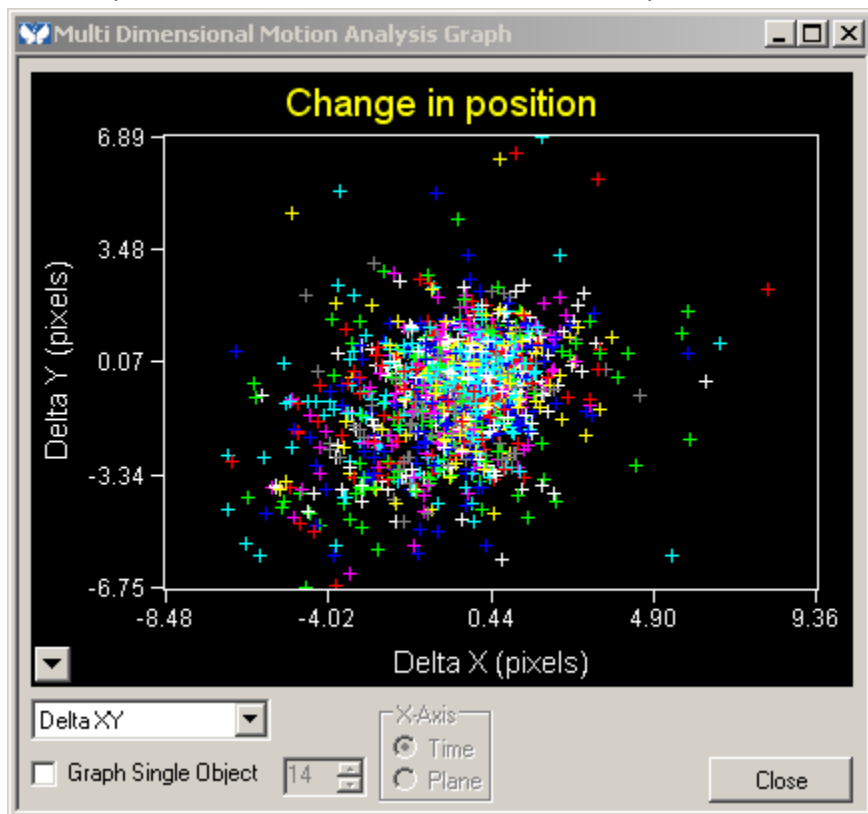 Multi Dimensional Motion Analysis Graph
Change in position
6.89
3.48
0.07
-3.34
-6.75
Delta Y (pixels)
-8.48 -4.02 0.44 4.90 9.36
Delta X (pixels)
Delta XY
X-Axis
Time
Graph Single Object 14
Plane
Close